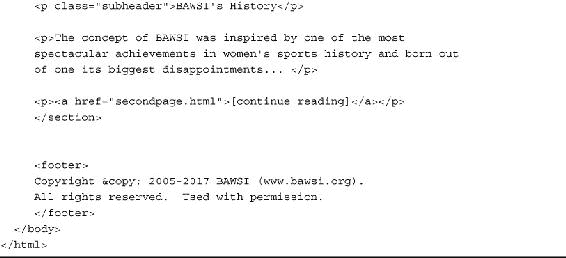 <p class="subheader">BAWSI's History</p>
<p>The concept of BAWSI was inspired by one of the most
spectacular achievements in women's sports history and born out
of one its biggest disappointments... </p>
<p><a href="secondpage.html">[continue reading]</a></p>
</section>
<footer>
Copyright &copy; 2005-2017 BAWSI (www.bawsi.org).
All rights reserved.  Used with permission.
</footer>
</body>
</html>